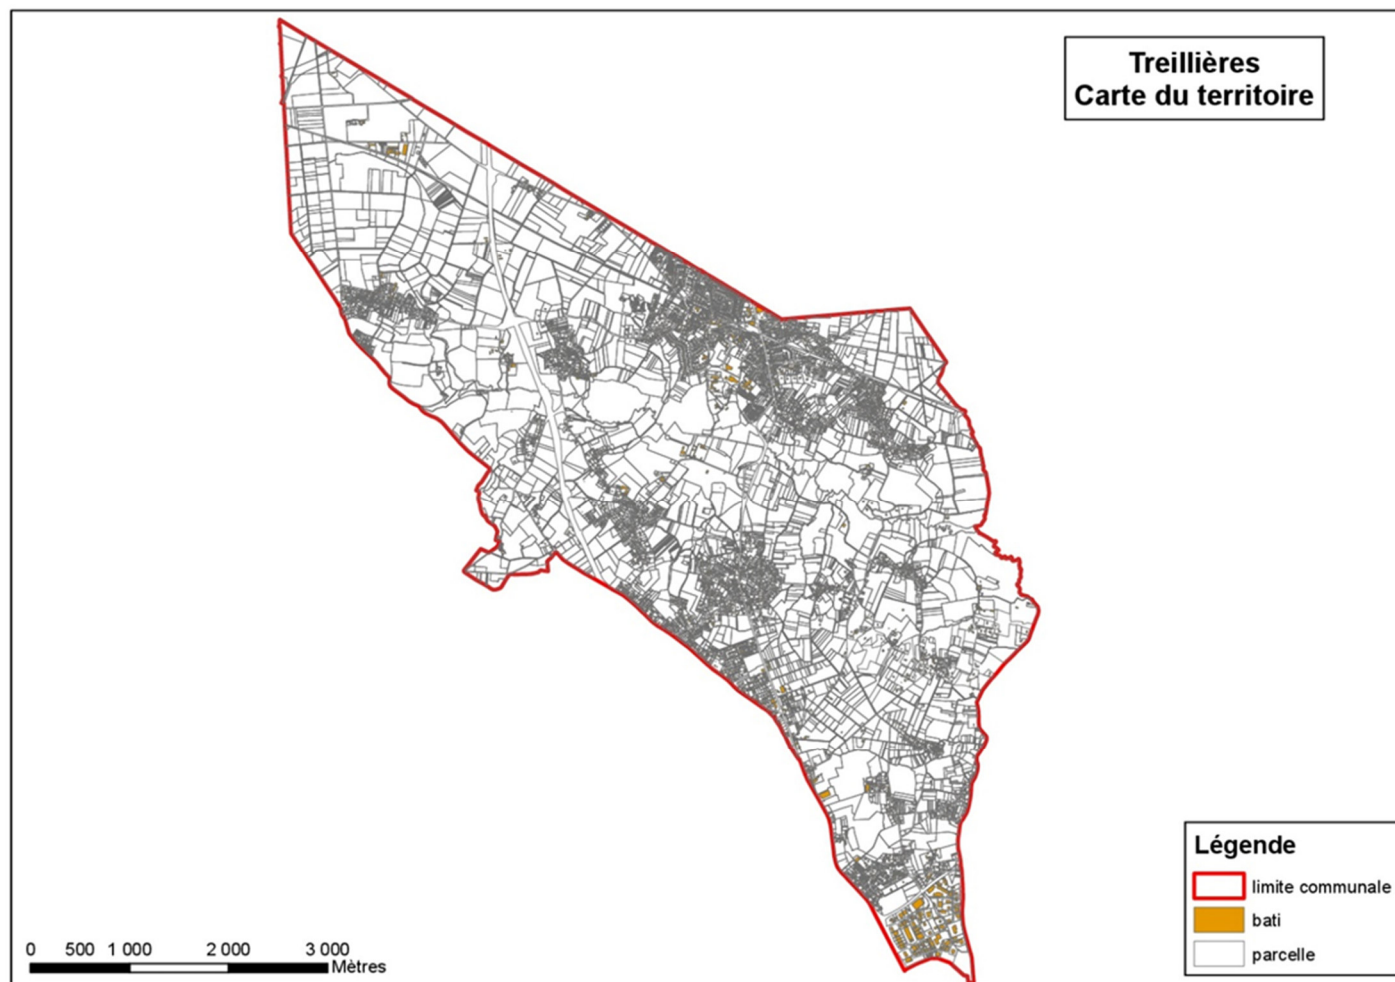 Treillières
Carte du territoire
Légende
limite communale
bati
parcelle
0 500 1 000 2 000 3 000
Mètres